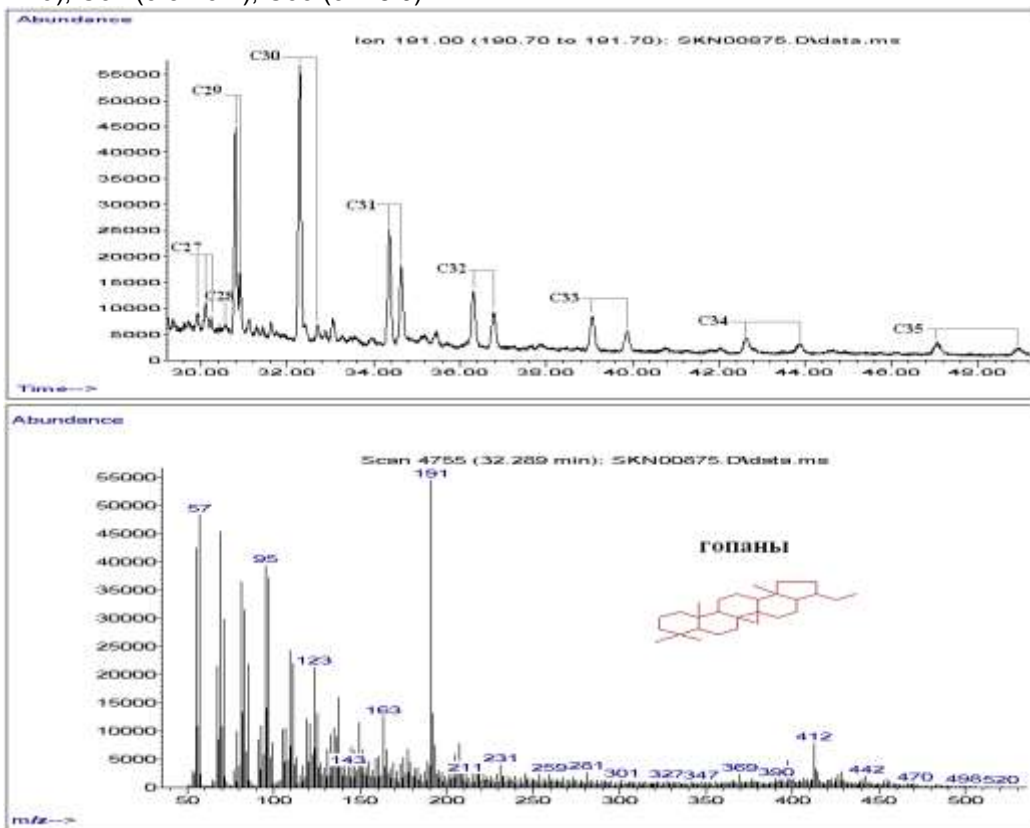 Abundance
Ion 191.00 (190.70 to 191.70): SKN00875.D\data.ms
55000
50000
45000
40000
35000
30000
25000
20000
15000
10000
5000
0
C27
C28
C29
C30
C31
C32
C33
C34
C35
30.00 32.00 34.00 36.00 38.00 40.00 42.00 44.00 46.00 48.00
Time-->
Abundance
Scan 4755 (32.289 min): SKN00875.D\data.ms
55000
50000
45000
40000
35000
30000
25000
20000
15000
10000
5000
0
57
95
123
143
163
191
211
231
259
281
301
327
347
369
390
412
442
470
498
520
гопаны
50 100 150 200 250 300 350 400 450 500
m/z-->